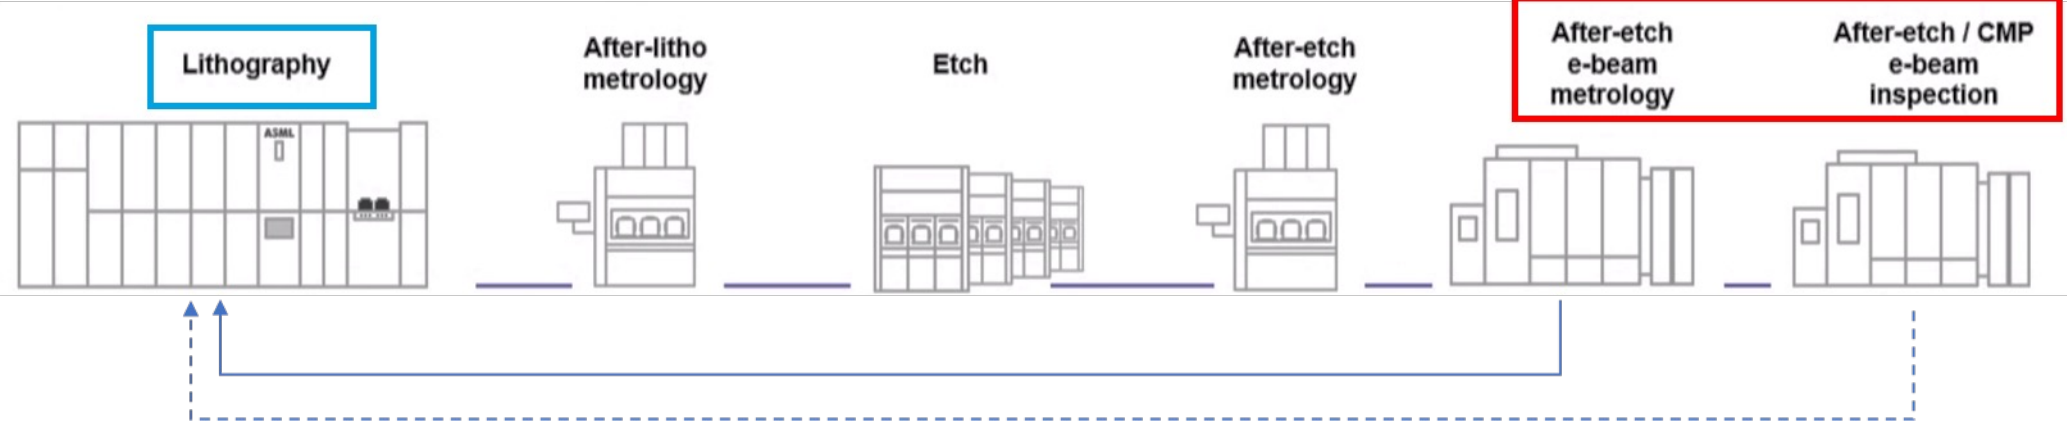 Lithography
After-litho
metrology
Etch
After-etch
metrology
After-etch
e-beam
metrology
After-etch / CMP
e-beam
inspection
ASML